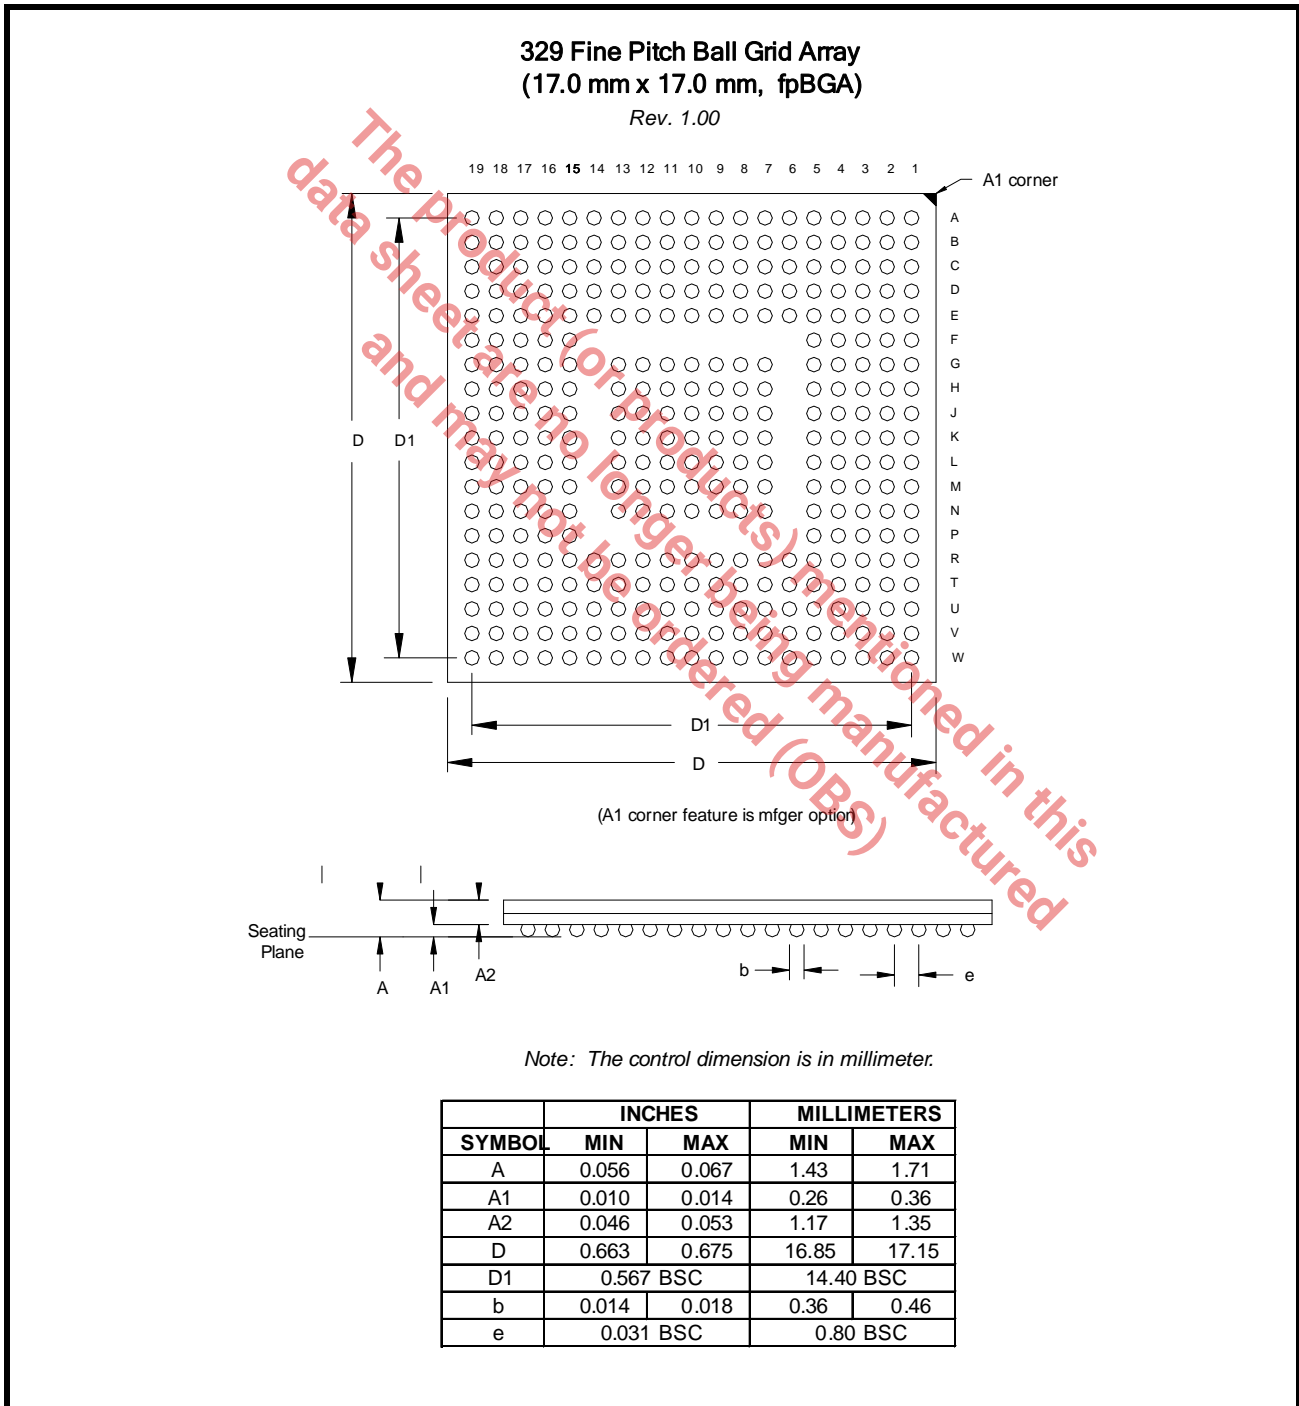 329 Fine Pitch Ball Grid Array
(17.0 mm x 17.0 mm, fpBGA)
Rev. 1.00
19 18 17 16 15 14 13 12 11 10 9 8 7 6 5 4 3 2 1
A1 corner
A
B
C
D
E
F
G
H
J
K
L
M
N
P
R
T
U
V
W
D
D1
D1
D
The product (or products) mentioned in this
data sheet are no longer being manufactured
and may not be ordered (OBS)
(A1 corner feature is mfger option)
Seating
Plane
A
A1
A2
b
e
Note: The control dimension is in millimeter.
INCHES MILLIMETERS
SYMBOL MIN MAX MIN MAX
A 0.056 0.067 1.43 1.71
A1 0.010 0.014 0.26 0.36
A2 0.046 0.053 1.17 1.35
D 0.663 0.675 16.85 17.15
D1 0.567 BSC 14.40 BSC
b 0.014 0.018 0.36 0.46
e 0.031 BSC 0.80 BSC